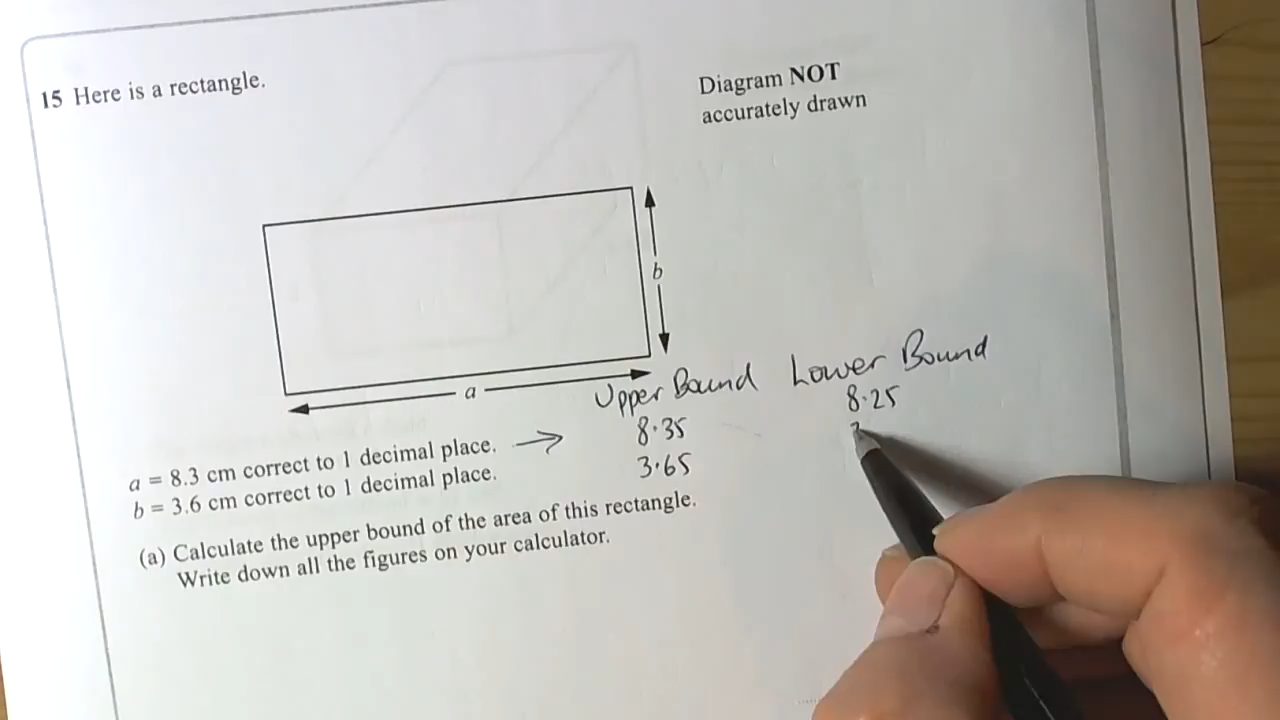 15 Here is a rectangle.
Diagram NOT
accurately drawn
b
a
Upper Bound Lower Bound
8.35 8.25
3.65
a = 8.3 cm correct to 1 decimal place.
b = 3.6 cm correct to 1 decimal place.
(a) Calculate the upper bound of the area of this rectangle.
Write down all the figures on your calculator.